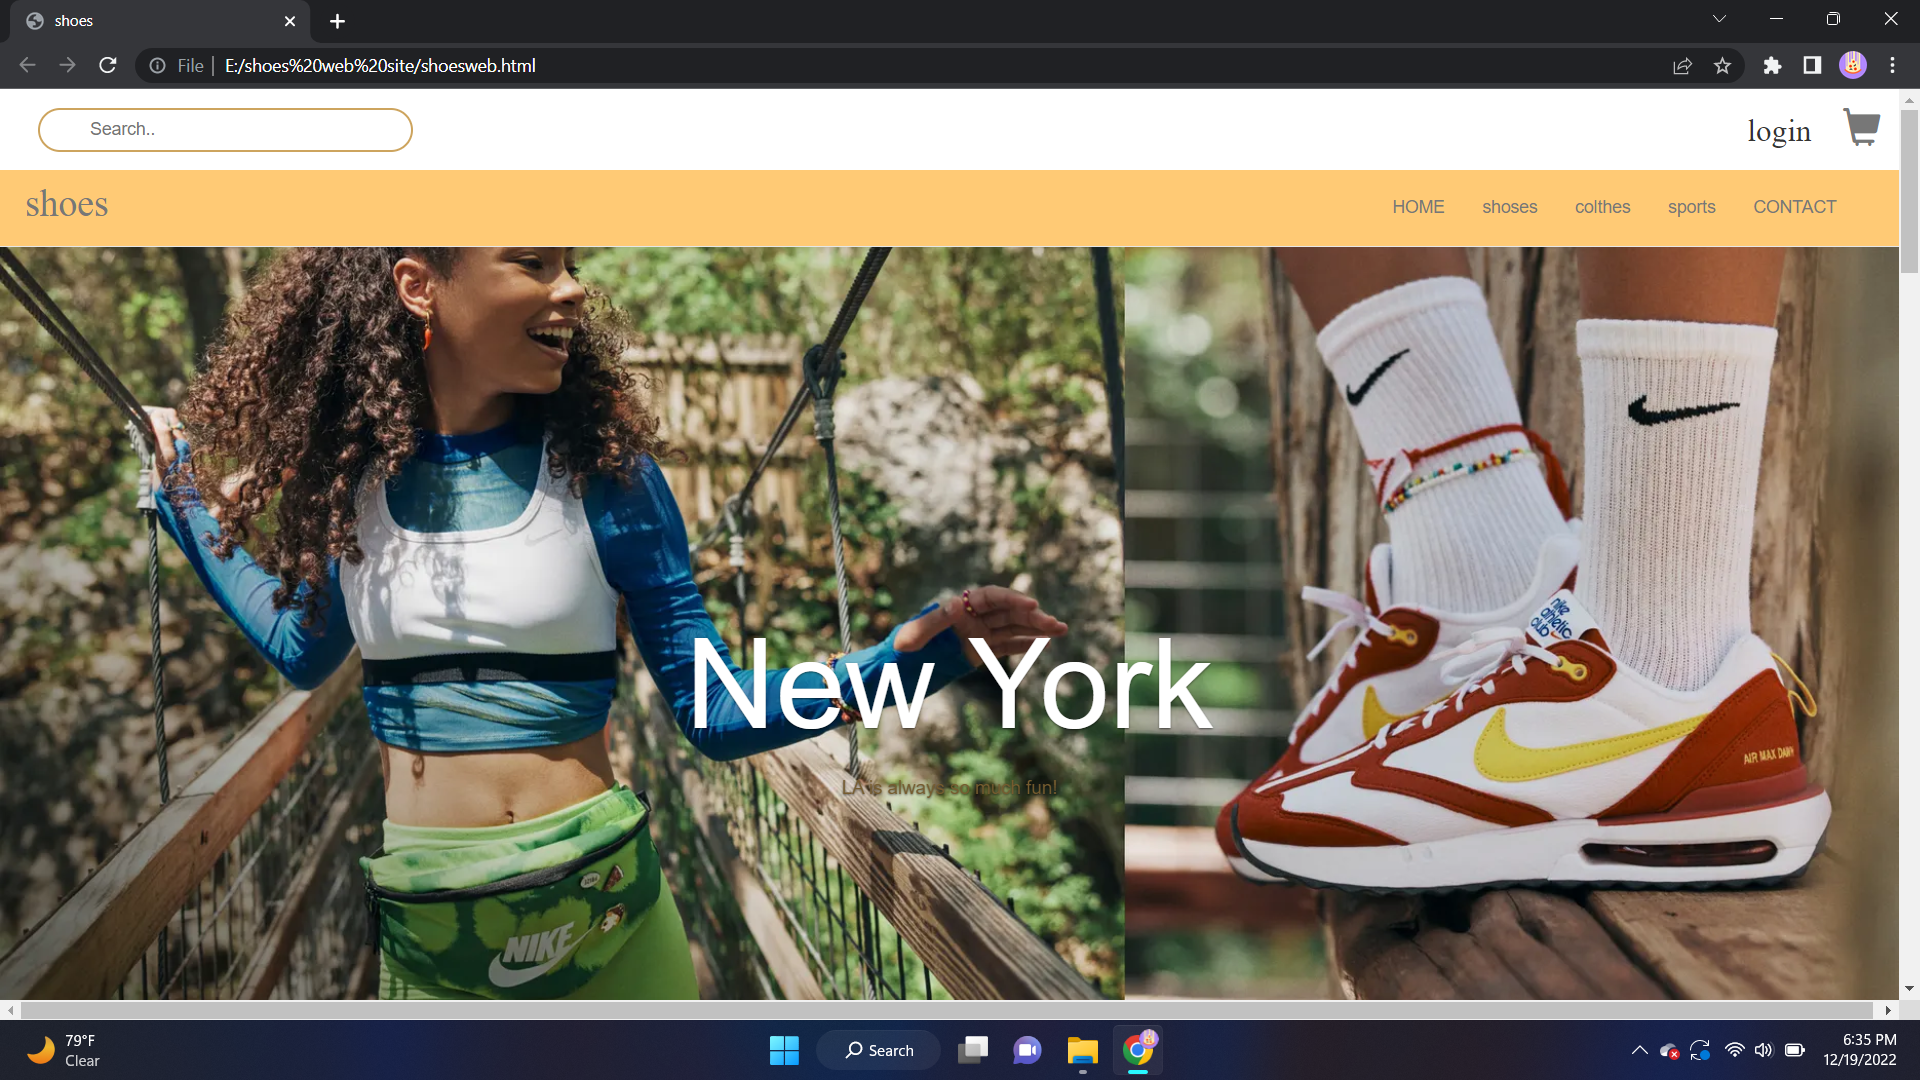 shoes
File
E:/shoes%20web%20site/shoesweb.html
Search..
login
shoes
HOME shoses colthes sports CONTACT
nike
athletic
club
New York
AIR MAX DAWN
LA is always so much fun!
NIKE
79°F
Clear
Search
6:35 PM
12/19/2022